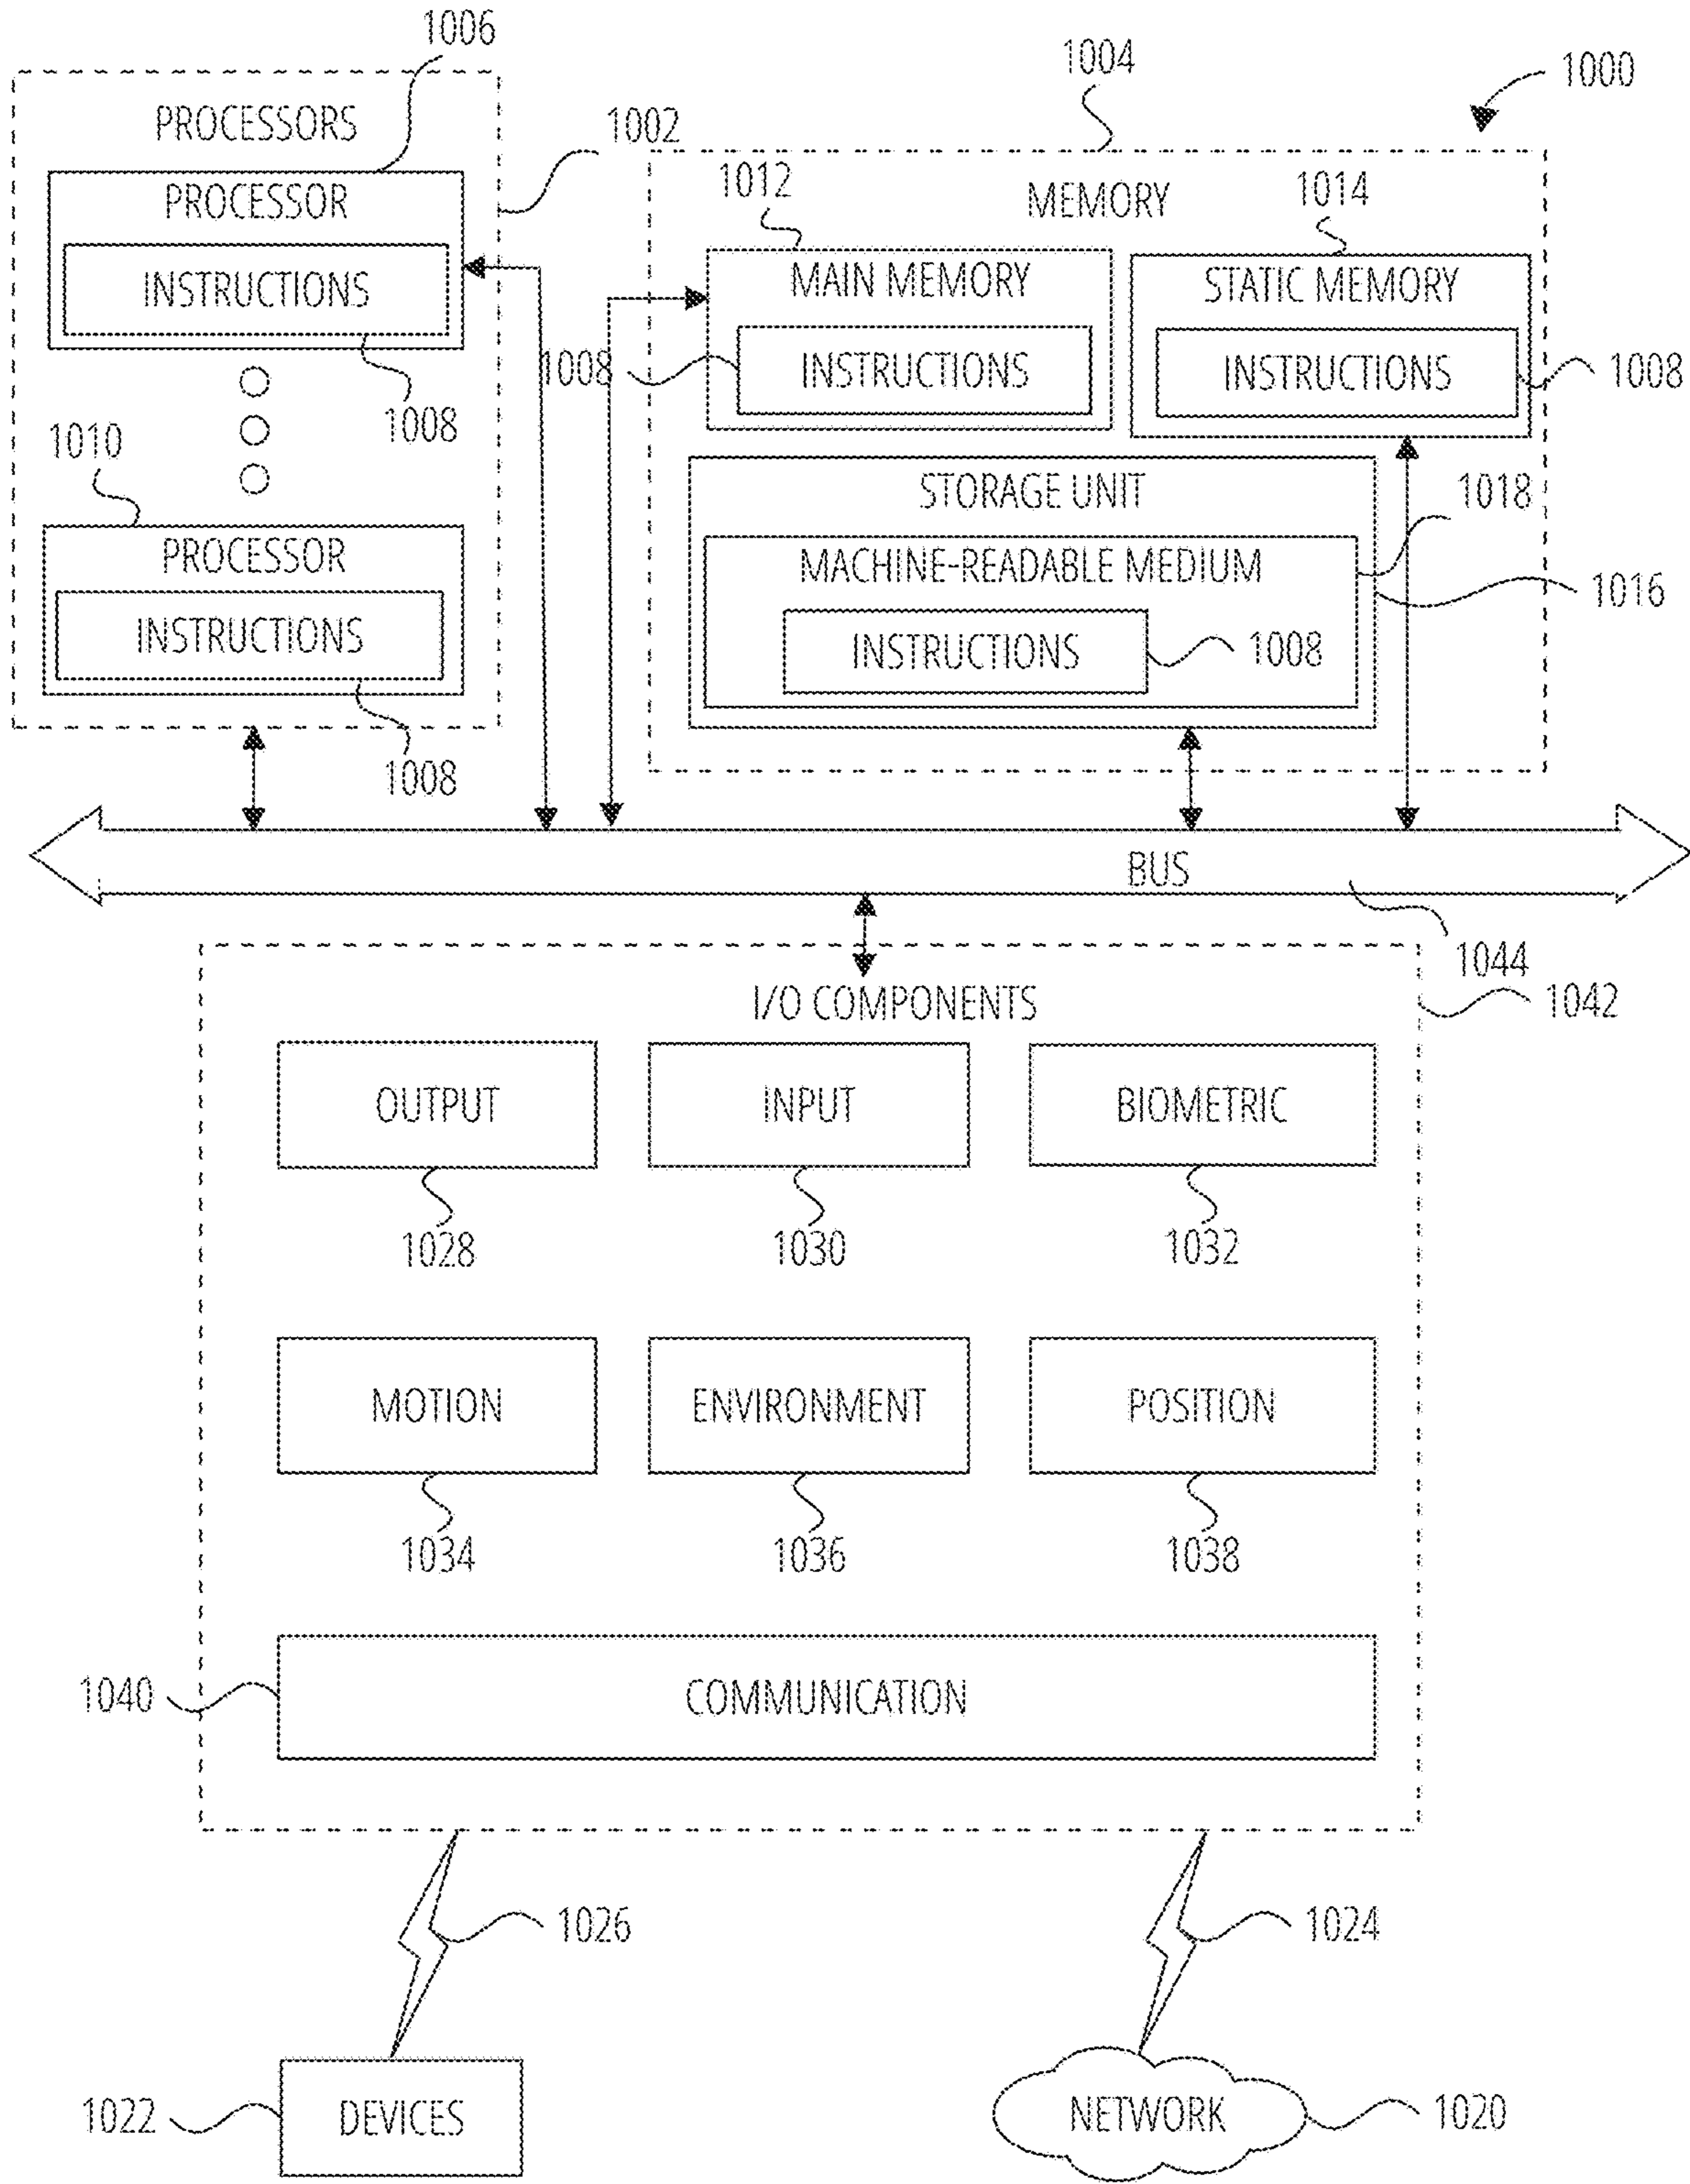 1006
1004
1000
PROCESSORS
1002
PROCESSOR
INSTRUCTIONS
1008
1010
PROCESSOR
INSTRUCTIONS
1008
MEMORY
1012
MAIN MEMORY
1008
INSTRUCTIONS
1014
STATIC MEMORY
INSTRUCTIONS
1008
STORAGE UNIT
1018
MACHINE-READABLE MEDIUM
1016
INSTRUCTIONS
1008
BUS
1044
1042
I/O COMPONENTS
OUTPUT
INPUT
BIOMETRIC
1028
1030
1032
MOTION
ENVIRONMENT
POSITION
1034
1036
1038
1040
COMMUNICATION
1026
1024
1022
DEVICES
NETWORK
1020